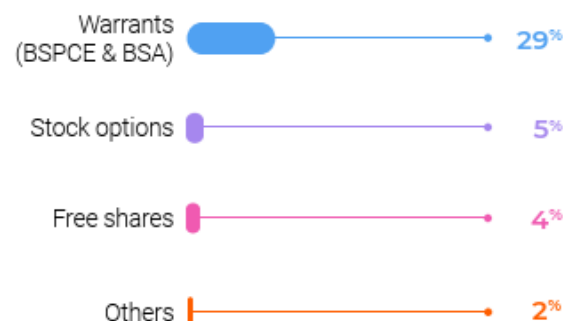 Warrants
(BSPCE & BSA)
29%
Stock options
5%
Free shares
4%
Others
2%